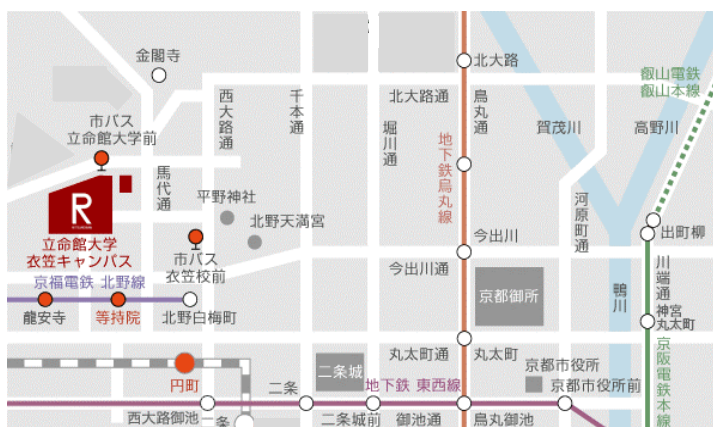 金閣寺
北大路
叡山電鉄
叡山本線
市バス
立命館大学前
西大路通
千本通
北大路通
堀川通
烏丸通
地下鉄烏丸線
賀茂川
高野川
馬代通
平野神社
北野天満宮
河原町通
R
立命館大学
衣笠キャンパス
市バス
衣笠校前
今出川
今出川通
出町柳
川端通
京福電鉄 北野線
龍安寺
等持院
北野白梅町
京都御所
鴨川
神宮
丸太町
丸太町通
丸太町
京阪電鉄本線
円町
二条城
二条
地下鉄 東西線
京都市役所
京都市役所前
西大路御池
二条城前
御池通
烏丸御池